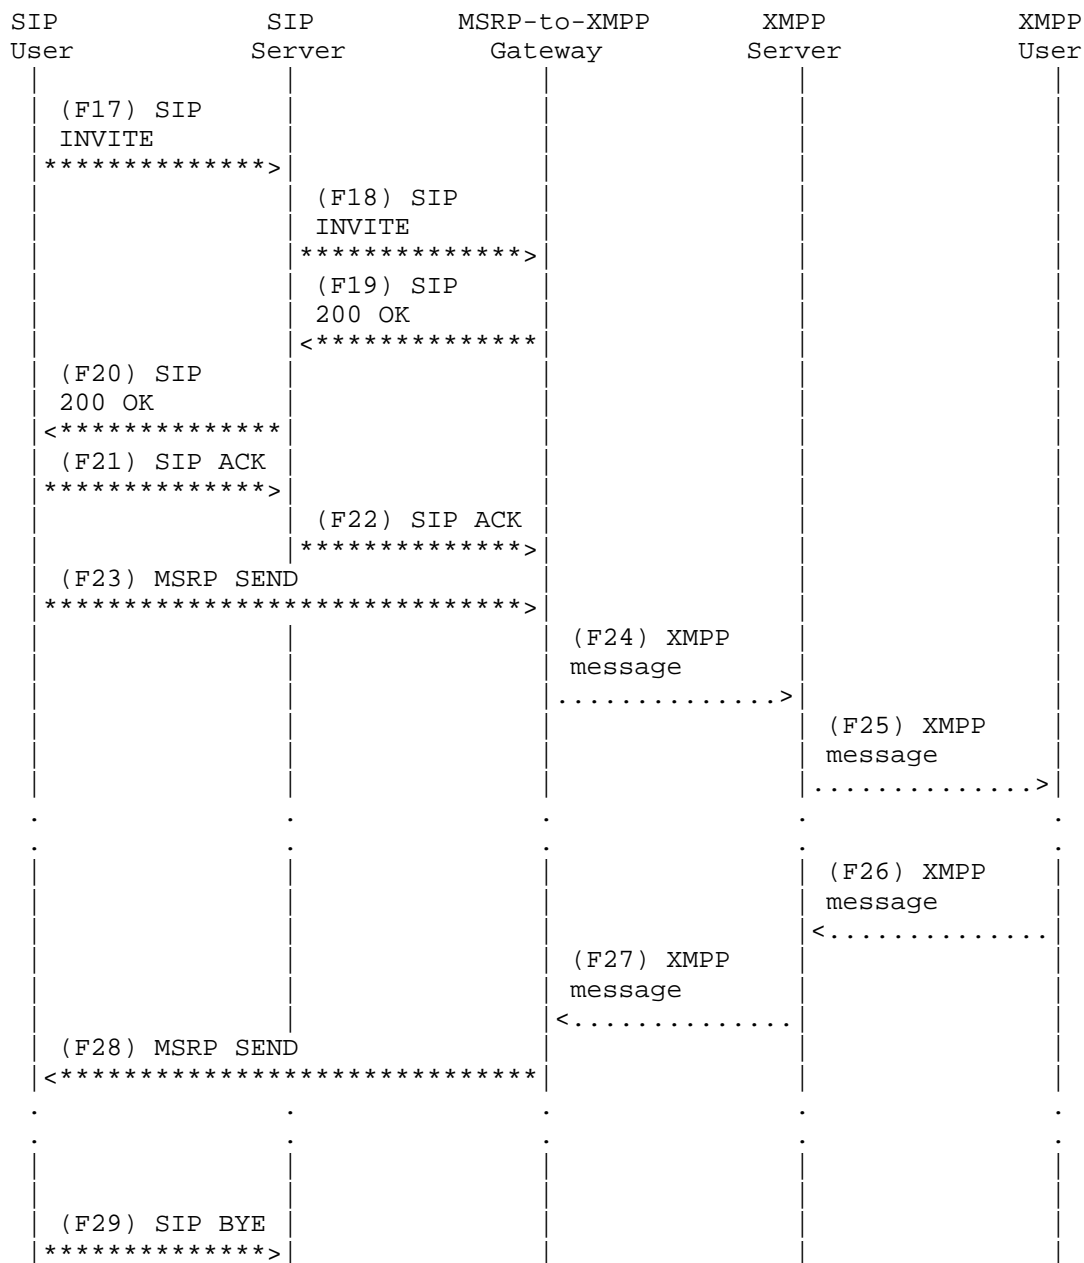 SIP SIP MSRP-to-XMPP XMPP XMPP
User Server Gateway Server User
(F17) SIP
INVITE
**************>
(F18) SIP
INVITE
**************>
(F19) SIP
200 OK
<**************
(F20) SIP
200 OK
<**************
(F21) SIP ACK
**************>
(F22) SIP ACK
**************>
(F23) MSRP SEND
******************************>
(F24) XMPP
message
..............>
(F25) XMPP
message
..............>
. . . . .
. . . . .
(F26) XMPP
message
<..............
(F27) XMPP
message
<..............
(F28) MSRP SEND
<******************************
. . . . .
. . . . .
(F29) SIP BYE
**************>